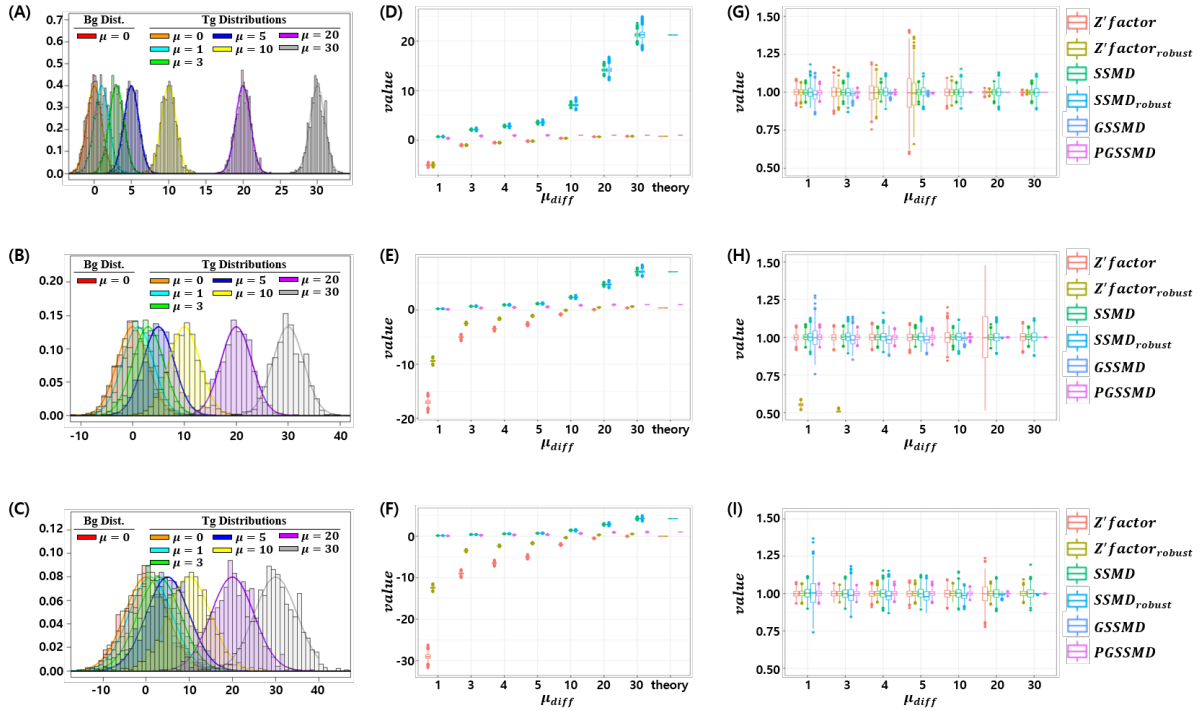 (A)
Bg Dist.
Tg Distributions
μ = 0
μ = 0
μ = 5
μ = 20
μ = 1
μ = 10
μ = 30
μ = 3
0.7
0.6
0.5
0.4
0.3
0.2
0.1
0.0
0 5 10 15 20 25 30
(D)
value
20
10
0
1 3 4 5 10 20 30 theory
μdiff
(G)
value
1.50
1.25
1.00
0.75
0.50
1 3 4 5 10 20 30
μdiff
Z'factor
Z'factorrobust
SSMD
SSMDrobust
GSSMD
PGSSMD
(B)
Bg Dist.
Tg Distributions
μ = 0
μ = 0
μ = 5
μ = 20
μ = 1
μ = 10
μ = 30
μ = 3
0.20
0.15
0.10
0.05
0.00
-10 0 10 20 30 40
(E)
value
0
-10
-20
1 3 4 5 10 20 30 theory
μdiff
(H)
value
1.50
1.25
1.00
0.75
0.50
1 3 4 5 10 20 30
μdiff
Z'factor
Z'factorrobust
SSMD
SSMDrobust
GSSMD
PGSSMD
(C)
Bg Dist.
Tg Distributions
μ = 0
μ = 0
μ = 5
μ = 20
μ = 1
μ = 10
μ = 30
μ = 3
0.12
0.10
0.08
0.06
0.04
0.02
0.00
-10 0 10 20 30 40
(F)
value
0
-10
-20
-30
1 3 4 5 10 20 30 theory
μdiff
(I)
value
1.50
1.25
1.00
0.75
0.50
1 3 4 5 10 20 30
μdiff
Z'factor
Z'factorrobust
SSMD
SSMDrobust
GSSMD
PGSSMD